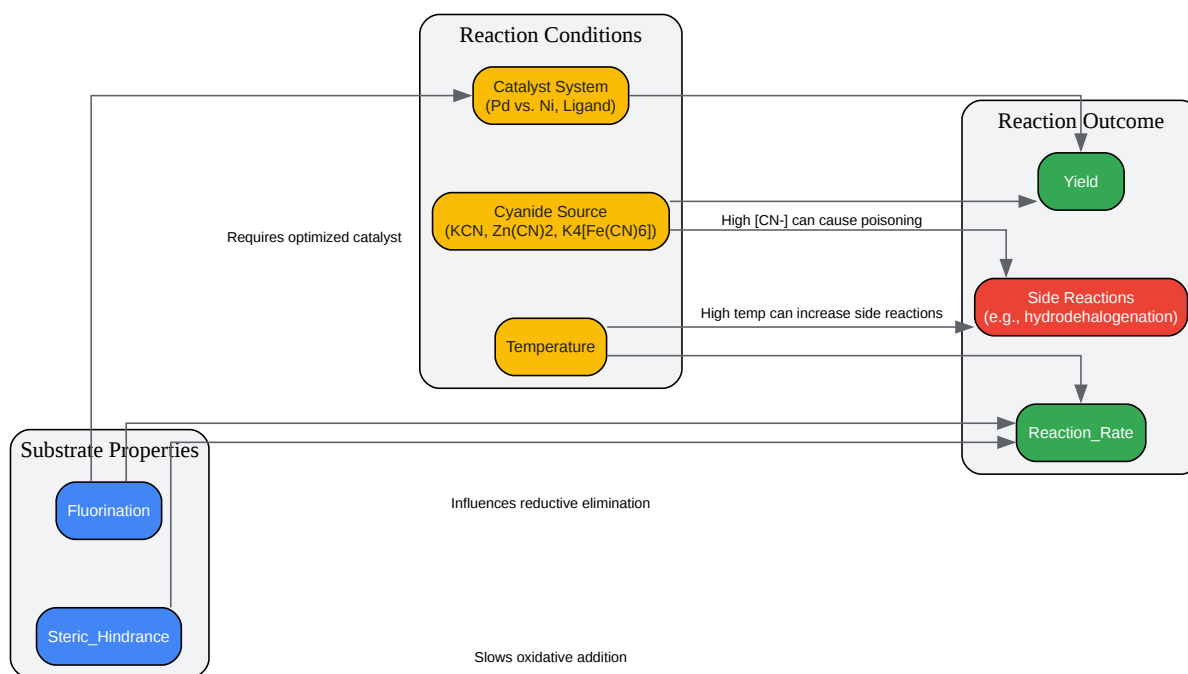 Reaction Conditions
Catalyst System
(Pd vs. Ni, Ligand)
Reaction Outcome
Yield
Cyanide Source
(KCN, Zn(CN)2, K4[Fe(CN)6])
High [CN-] can cause poisoning
Requires optimized catalyst
Side Reactions
(e.g., hydrodehalogenation)
High temp can increase side reactions
Temperature
Reaction_Rate
Substrate Properties
Fluorination
Influences reductive elimination
Steric_Hindrance
Slows oxidative addition